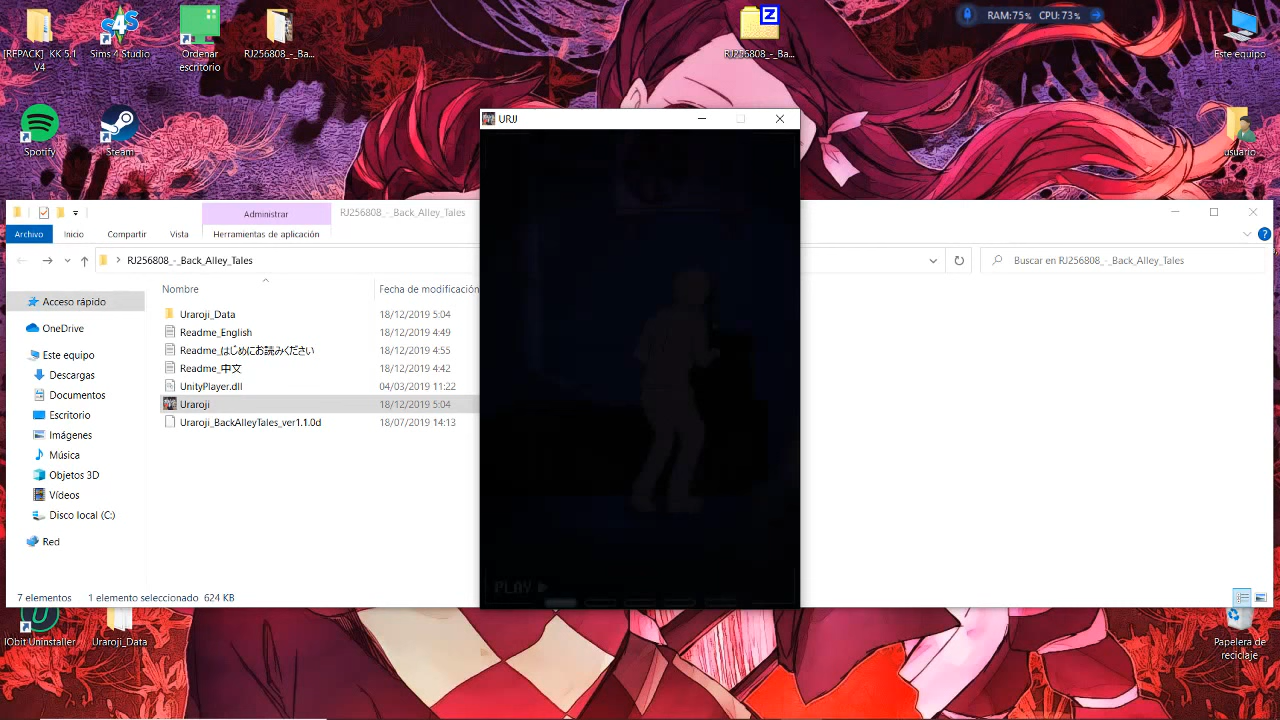 [REPACK]_KK 5.1
V4
Sims 4 Studio
Ordenar
escritorio
RJ256808_-_Ba...
RJ256808_-_Ba...
RAM:75% CPU:73%
Este equipo
Spotify
Steam
usuario
URJJ
Administrar
RJ256808_-_Back_Alley_Tales
Archivo
Inicio
Compartir
Vista
Herramientas de aplicación
RJ256808_-_Back_Alley_Tales
Buscar en RJ256808_-_Back_Alley_Tales
Nombre
Fecha de modificación
Acceso rápido
OneDrive
Este equipo
Descargas
Documentos
Escritorio
Imágenes
Música
Objetos 3D
Vídeos
Disco local (C:)
Red
Uraroji_Data 18/12/2019 5:04
Readme_English 18/12/2019 4:49
Readme_はじめにお読みください 18/12/2019 4:55
Readme_中文 18/12/2019 4:42
UnityPlayer.dll 04/03/2019 11:22
Uraroji 18/12/2019 5:04
Uraroji_BackAlleyTales_ver1.1.0d 18/07/2019 14:13
PLAY
7 elementos
1 elemento seleccionado 624 KB
IObit Uninstaller
Uraroji_Data
Papelera de
reciclaje